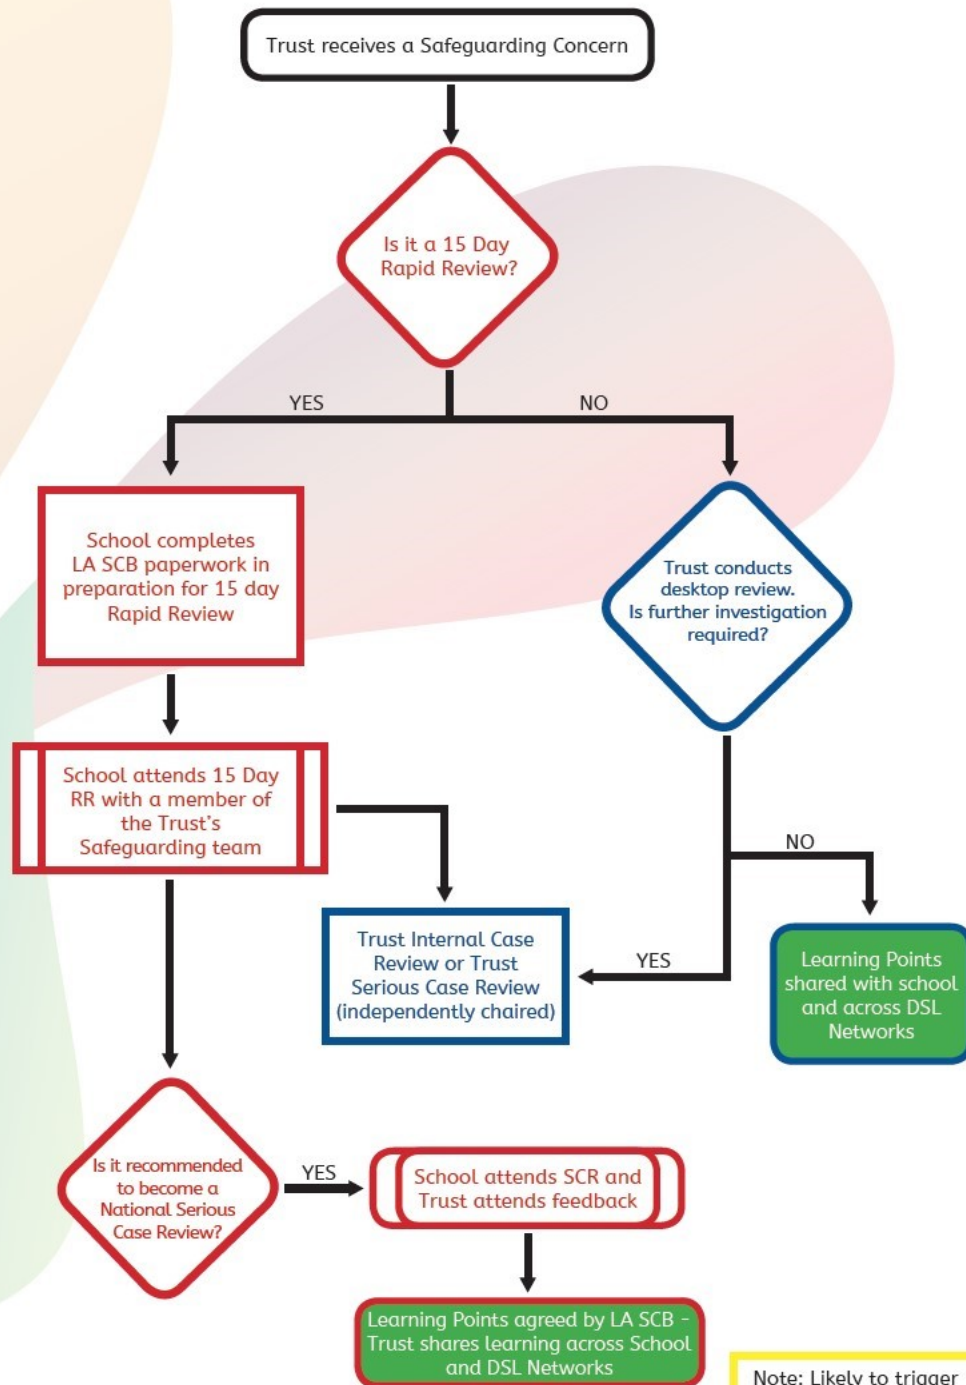 Trust receives a Safeguarding Concern
Is it a 15 Day
Rapid Review?
YES
NO
School completes
LA SCB paperwork in
preparation for 15 day
Rapid Review
Trust conducts
desktop review.
Is further investigation
required?
School attends 15 Day
RR with a member of
the Trust's
Safeguarding team
NO
Trust Internal Case
Review or Trust
Serious Case Review
(independently chaired)
YES
Learning Points
shared with school
and across DSL
Networks
Is it recommended
to become a
National Serious
Case Review?
YES
School attends SCR and
Trust attends feedback
Learning Points agreed by LA SCB -
Trust shares learning across School
and DSL Networks
Note: Likely to trigger